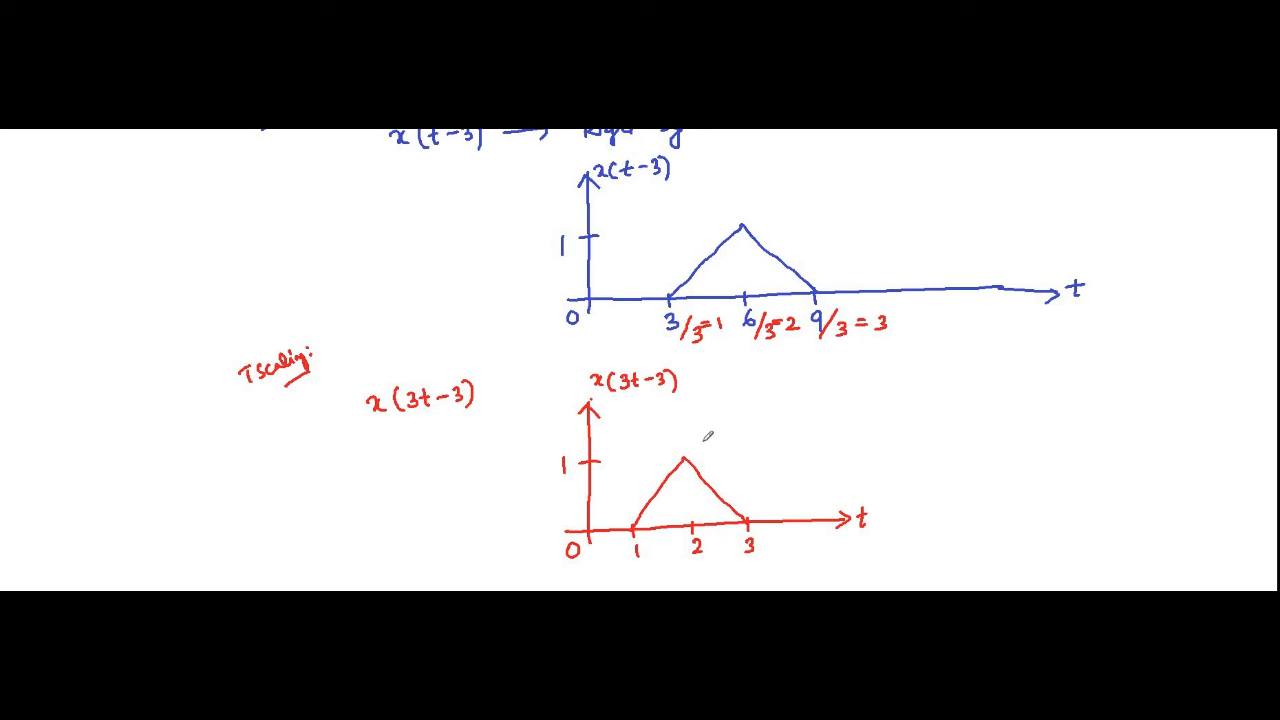 x(t-3) →
x(t-3)
1
0 3/3=1 6/3=2 9/3=3 t
Tscaling:
x(3t-3)
x(3t-3)
1
t
0 1 2 3